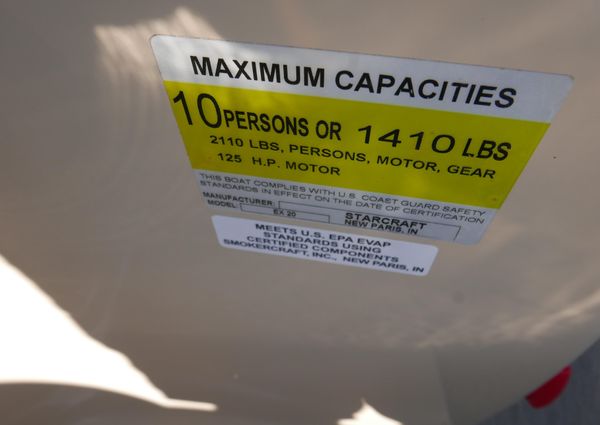 MAXIMUM CAPACITIES
10 PERSONS OR 1410 LBS
2110 LBS, PERSONS, MOTOR, GEAR
125 H.P. MOTOR
THIS BOAT COMPLIES WITH U.S. COAST GUARD SAFETY
STANDARDS IN EFFECT ON THE DATE OF CERTIFICATION
MANUFACTURER: STARCRAFT
MODEL EX 20 NEW PARIS, IN
MEETS U.S. EPA EVAP
STANDARDS USING
CERTIFIED COMPONENTS
SMOKERCRAFT, INC., NEW PARIS, IN